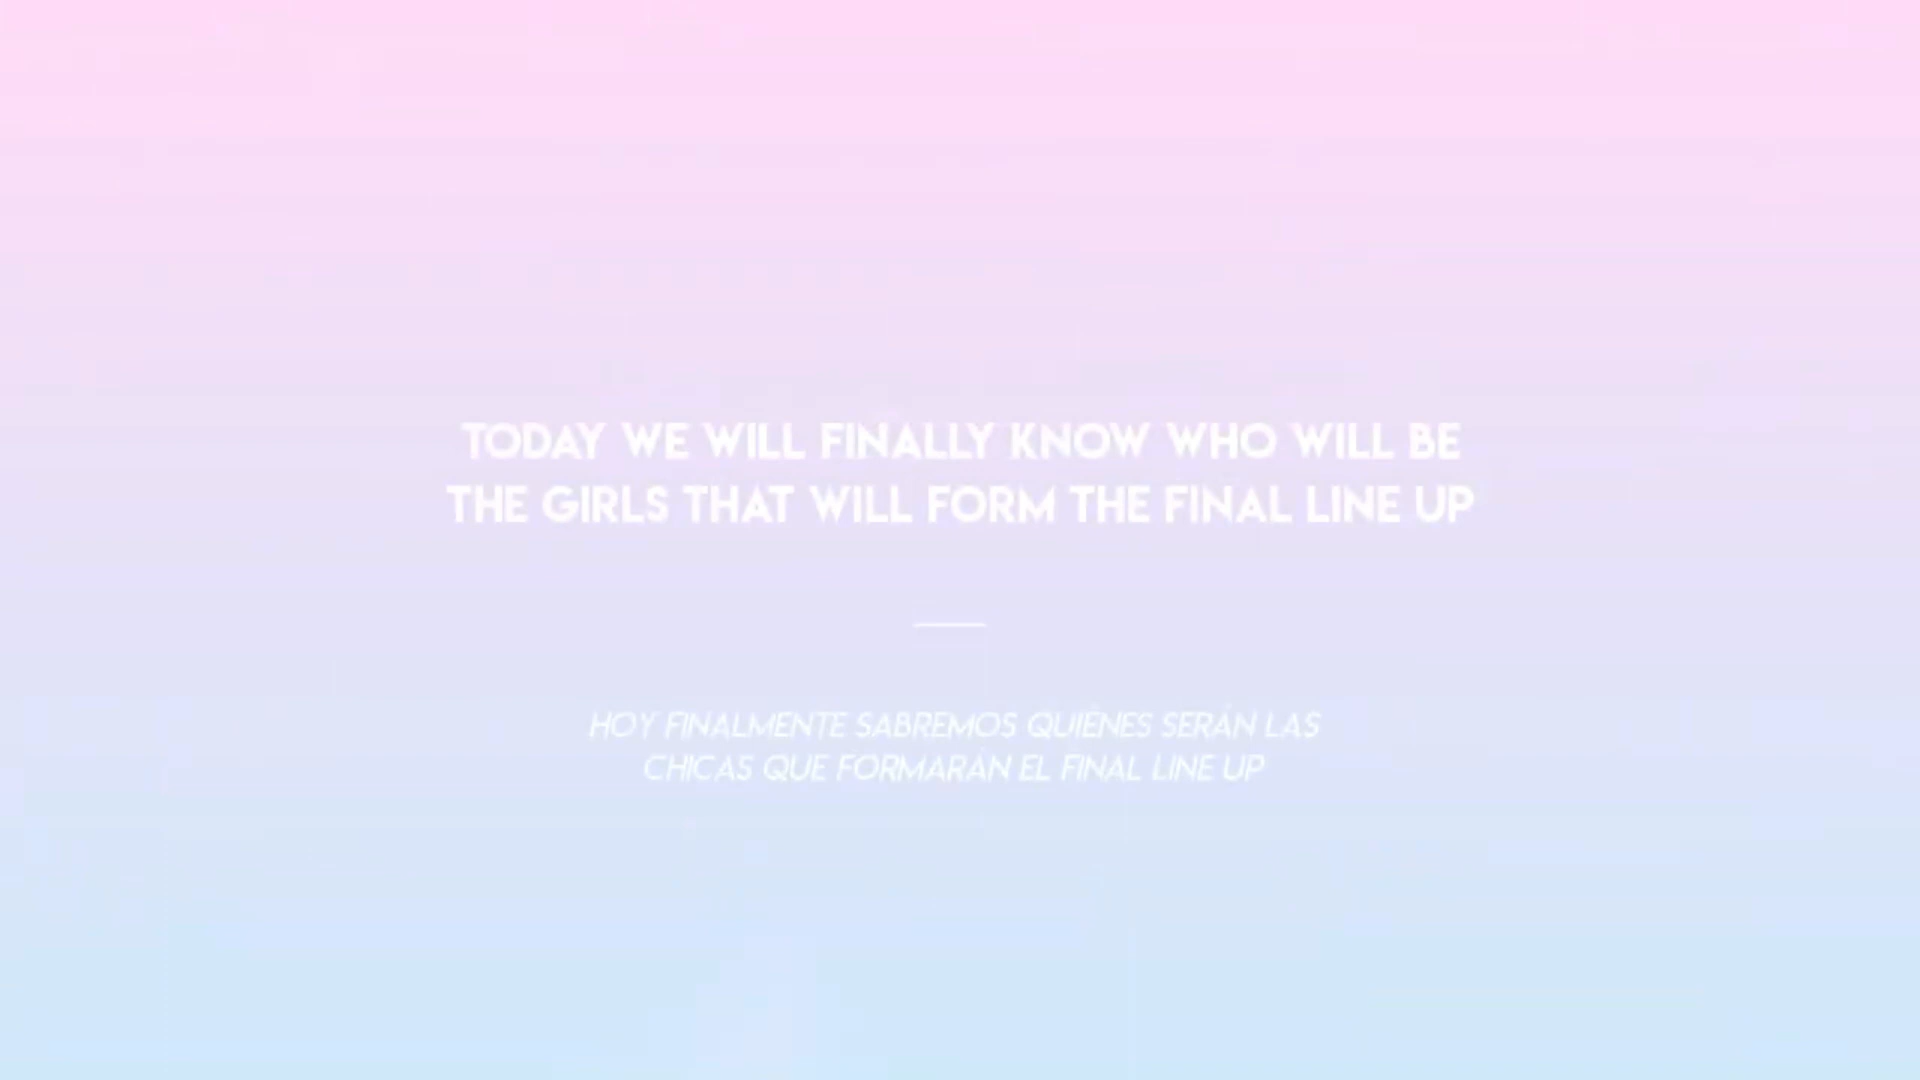 TODAY WE WILL FINALLY KNOW WHO WILL BE
THE GIRLS THAT WILL FORM THE FINAL LINE UP
HOY FINALMENTE SABREMOS QUIÉNES SERÁN LAS
CHICAS QUE FORMARÁN EL FINAL LINE UP